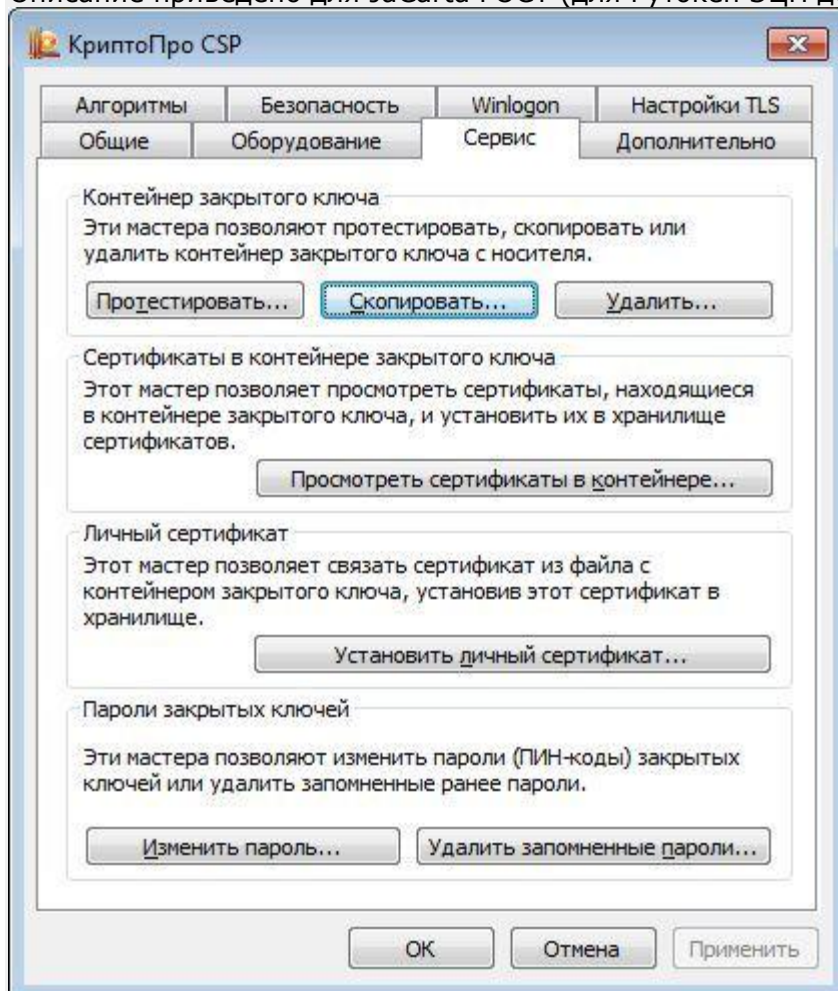 КриптоПро CSP
Алгоритмы Безопасность Winlogon Настройки TLS
Общие Оборудование Сервис Дополнительно
Контейнер закрытого ключа
Эти мастера позволяют протестировать, скопировать или
удалить контейнер закрытого ключа с носителя.
Протестировать... Скопировать... Удалить...
Сертификаты в контейнере закрытого ключа
Этот мастер позволяет просмотреть сертификаты, находящиеся
в контейнере закрытого ключа, и установить их в хранилище
сертификатов.
Просмотреть сертификаты в контейнере...
Личный сертификат
Этот мастер позволяет связать сертификат из файла с
контейнером закрытого ключа, установив этот сертификат в
хранилище.
Установить личный сертификат...
Пароли закрытых ключей
Эти мастера позволяют изменить пароли (ПИН-коды) закрытых
ключей или удалить запомненные ранее пароли.
Изменить пароль... Удалить запомненные пароли...
ОК Отмена Применить